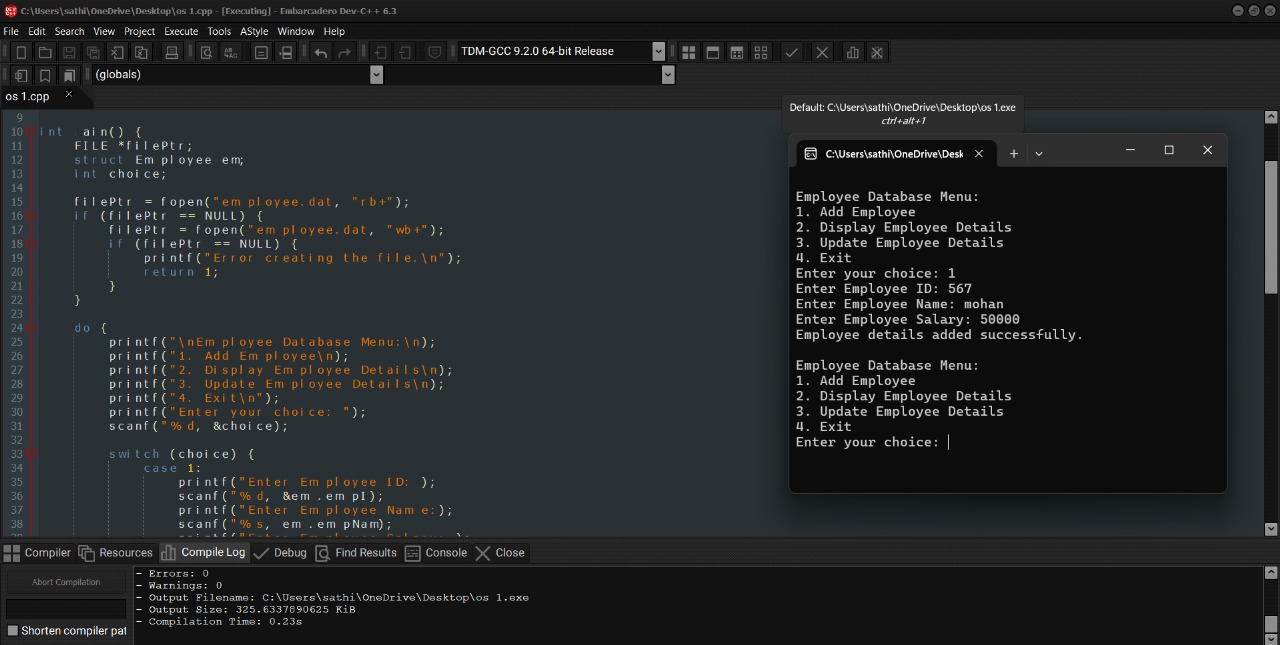 C:\Users\sathi\OneDrive\Desktop\os 1.cpp - [Executing] - Embarcadero Dev-C++ 6.3
File Edit Search View Project Execute Tools AStyle Window Help
TDM-GCC 9.2.0 64-bit Release
(globals)
os 1.cpp
9
10 int ain() {
11 FILE *filePtr;
12 struct Employee em;
13 int choice;
14
15 filePtr = fopen("employee.dat, "rb+");
16 if (filePtr == NULL) {
17 filePtr = fopen("employee.dat, "wb+");
18 if (filePtr == NULL) {
19 printf("Error creating the file.\n");
20 return 1;
21 }
22 }
23
24 do {
25 printf("\nEmployee Database Menu:\n);
26 printf("1. Add Employee\n);
27 printf("2. Display Employee Details\n);
28 printf("3. Update Employee Details\n);
29 printf("4. Exit\n");
30 printf("Enter your choice: ");
31 scanf("%d, &choice);
32
33 switch (choice) {
34 case 1:
35 printf("Enter Employee ID: );
36 scanf("%d, &em.empI);
37 printf("Enter Employee Name:);
38 scanf("%s, em.empNam);
Default: C:\Users\sathi\OneDrive\Desktop\os 1.exe
ctrl+alt+1
C:\Users\sathi\OneDrive\Desk
Employee Database Menu:
1. Add Employee
2. Display Employee Details
3. Update Employee Details
4. Exit
Enter your choice: 1
Enter Employee ID: 567
Enter Employee Name: mohan
Enter Employee Salary: 50000
Employee details added successfully.
Employee Database Menu:
1. Add Employee
2. Display Employee Details
3. Update Employee Details
4. Exit
Enter your choice:
Compiler Resources Compile Log Debug Find Results Console Close
Abort Compilation
Shorten compiler pat
- Errors: 0
- Warnings: 0
- Output Filename: C:\Users\sathi\OneDrive\Desktop\os 1.exe
- Output Size: 325.6337890625 KiB
- Compilation Time: 0.23s